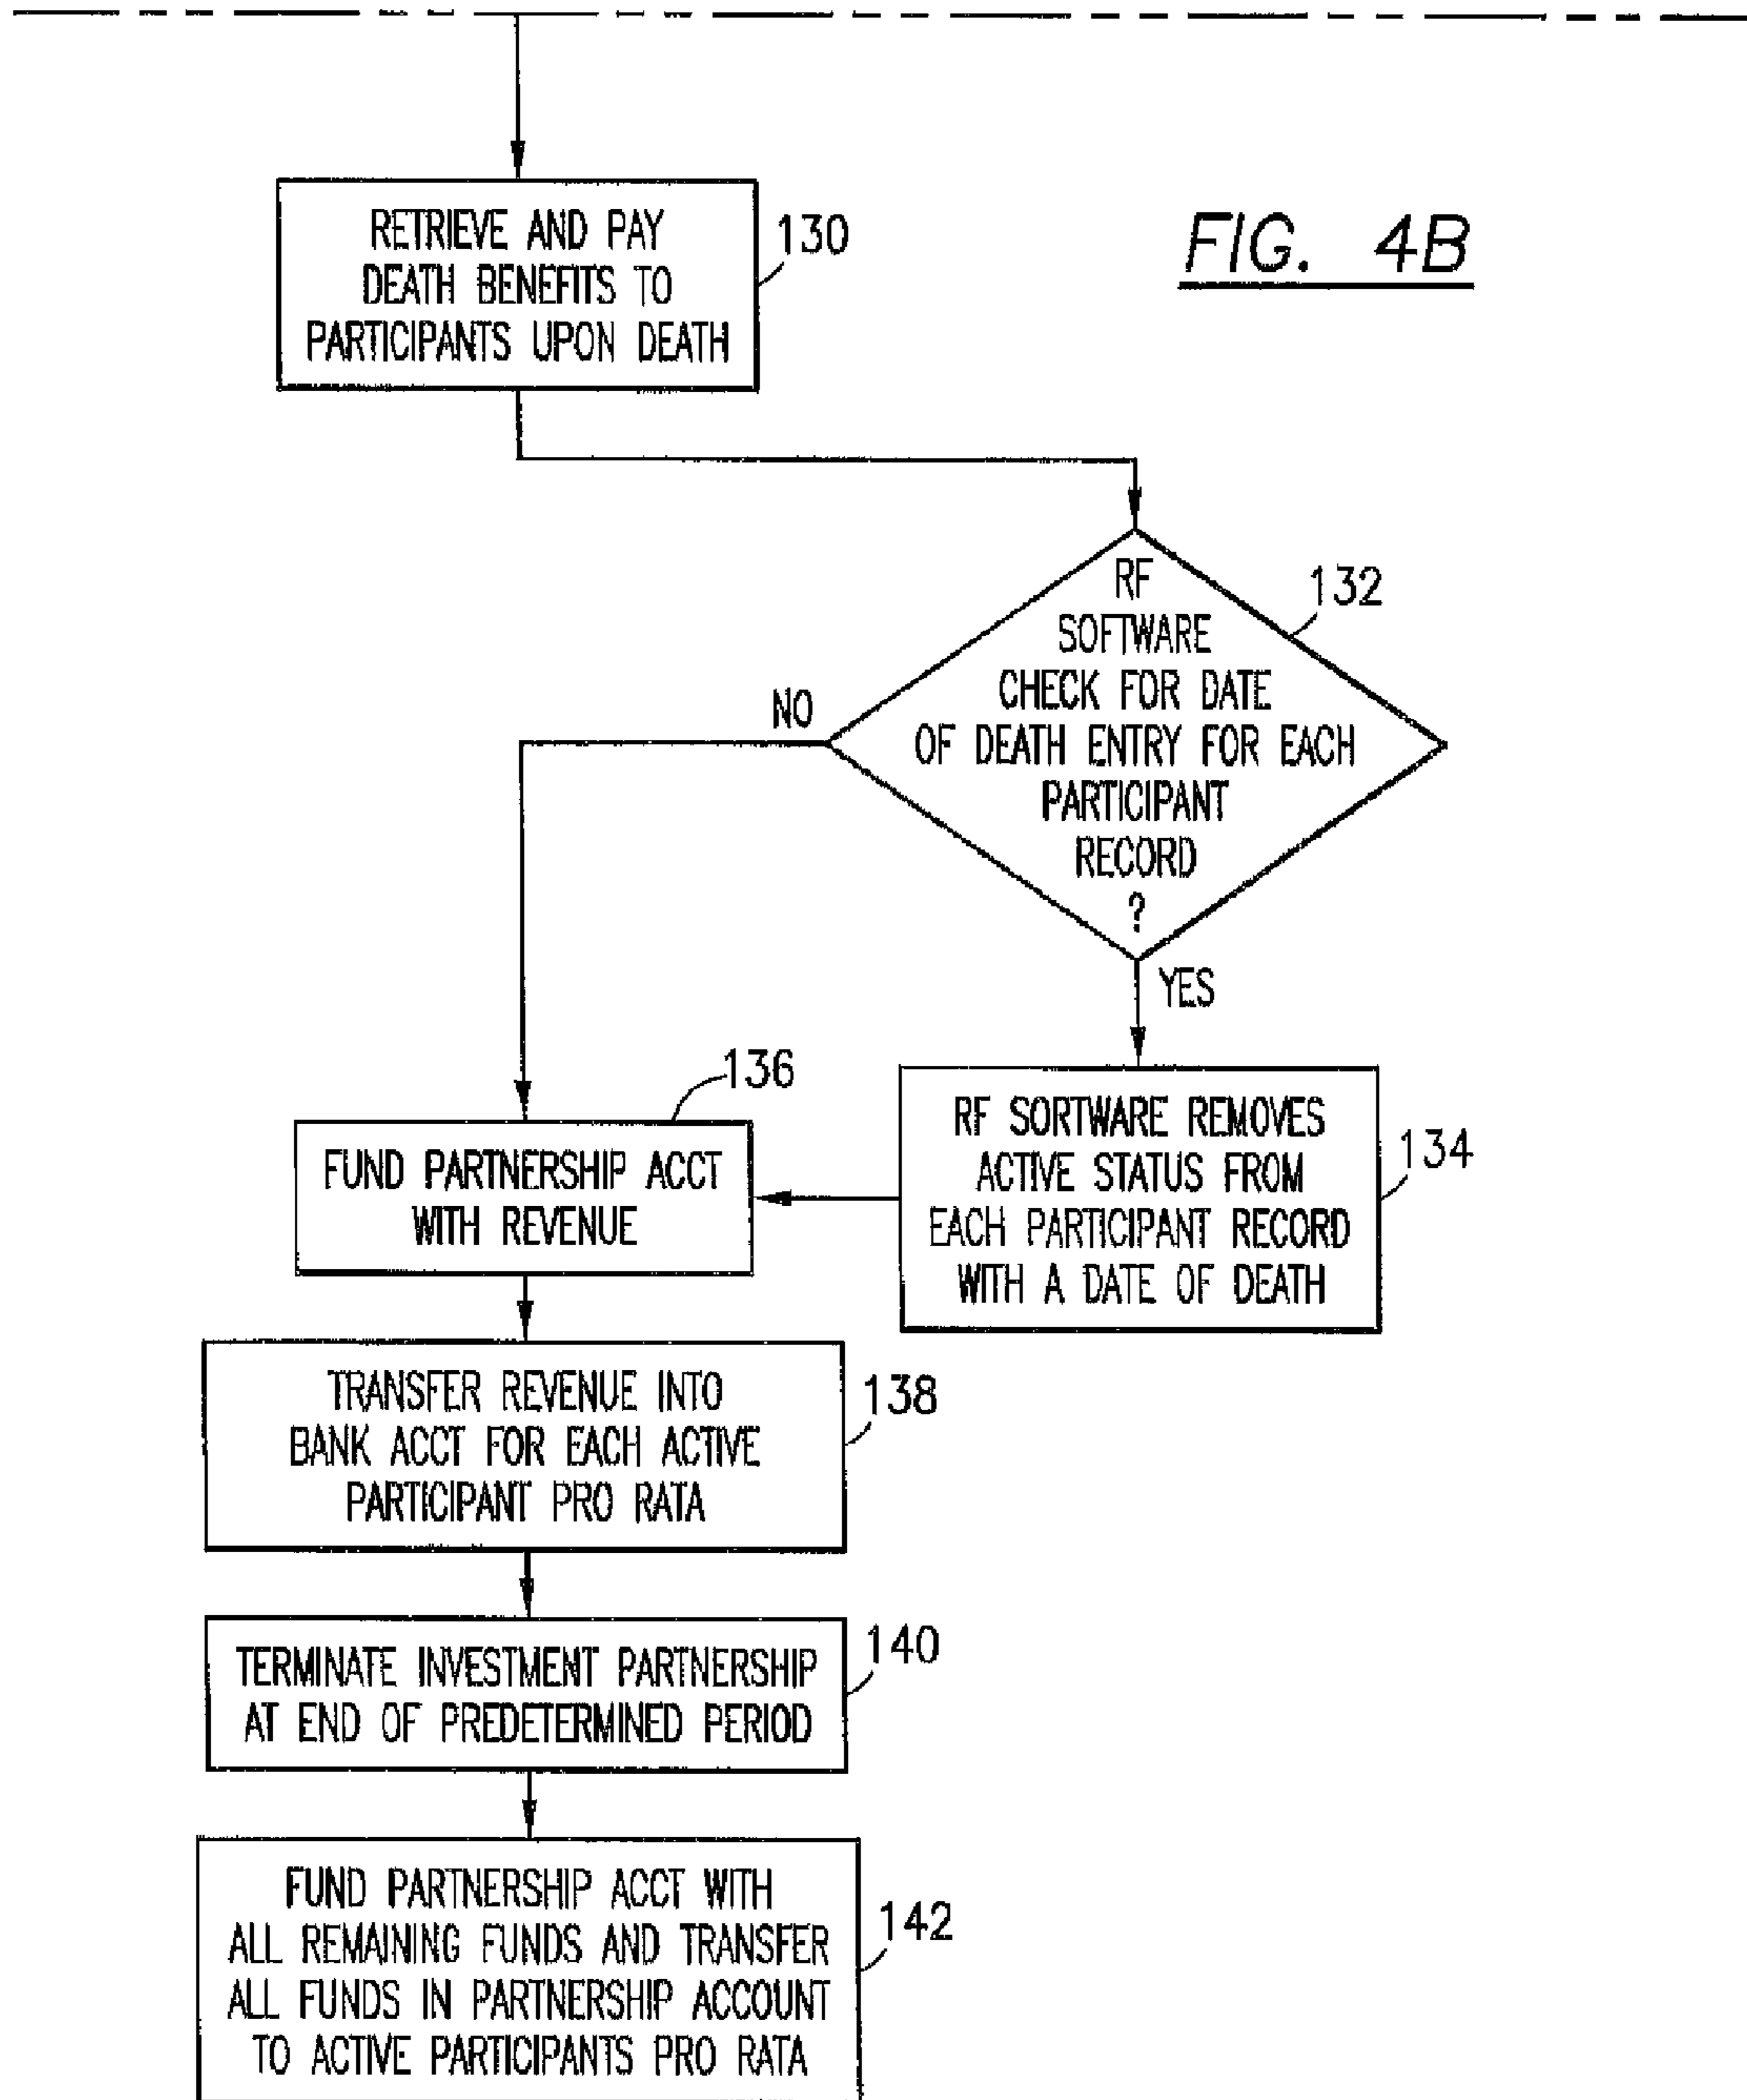 RETRIEVE AND PAY
DEATH BENEFITS TO
PARTICIPANTS UPON DEATH
130
FIG. 4B
RF
SOFTWARE
CHECK FOR DATE
OF DEATH ENTRY FOR EACH
PARTICIPANT
RECORD
?
132
NO
YES
136
FUND PARTNERSHIP ACCT
WITH REVENUE
RF SORTWARE REMOVES
ACTIVE STATUS FROM
EACH PARTICIPANT RECORD
WITH A DATE OF DEATH
134
TRANSFER REVENUE INTO
BANK ACCT FOR EACH ACTIVE
PARTICIPANT PRO RATA
138
TERMINATE INVESTMENT PARTNERSHIP
AT END OF PREDETERMINED PERIOD
140
FUND PARTNERSHIP ACCT WITH
ALL REMAINING FUNDS AND TRANSFER
ALL FUNDS IN PARTNERSHIP ACCOUNT
TO ACTIVE PARTICIPANTS PRO RATA
142